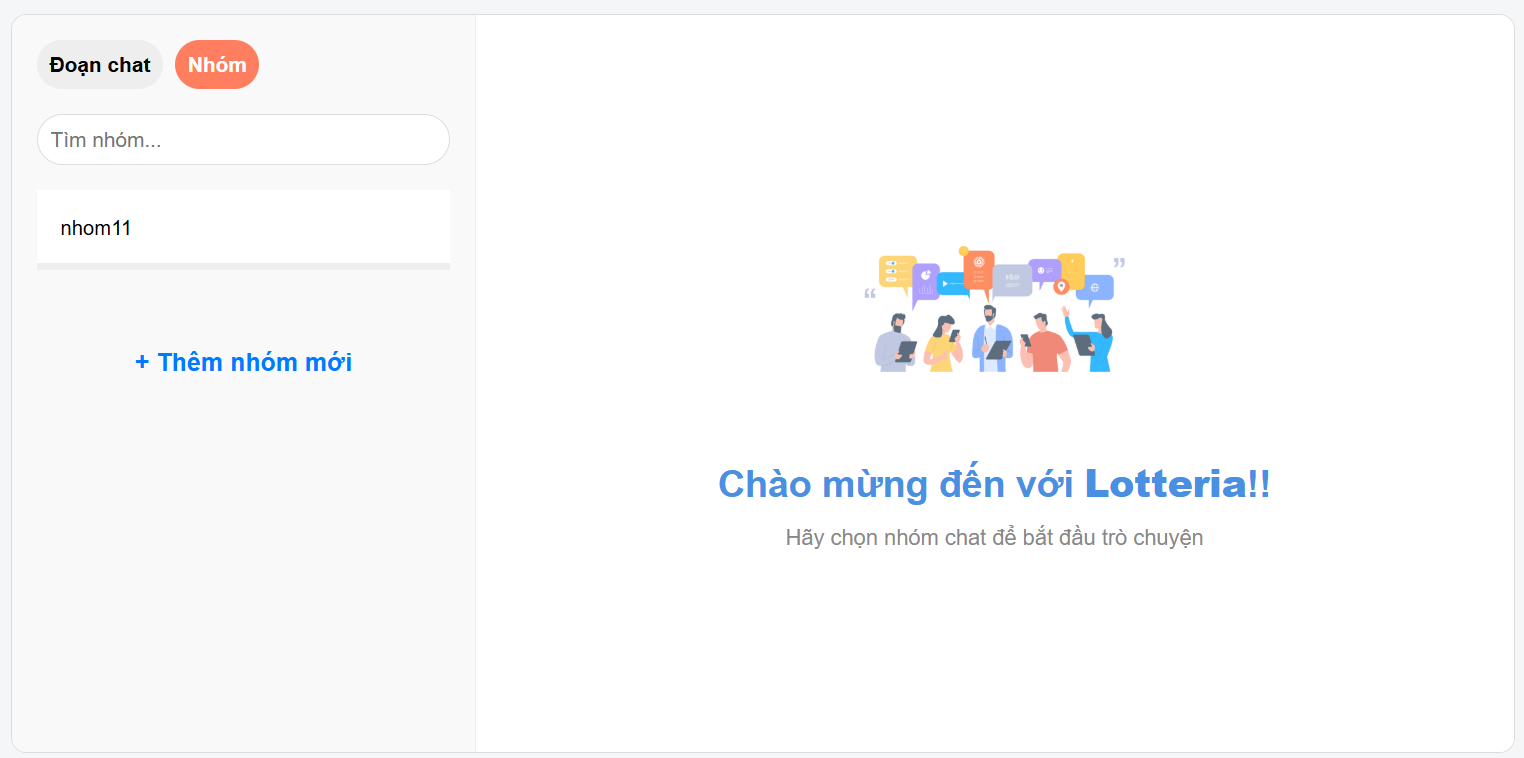 Đoạn chat
Nhóm
Tìm nhóm...
nhom11
+ Thêm nhóm mới
Chào mừng đến với Lotteria!!
Hãy chọn nhóm chat để bắt đầu trò chuyện